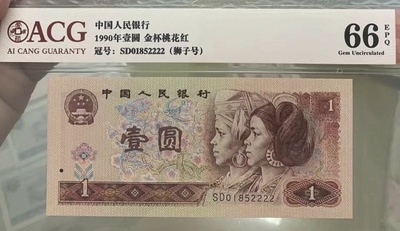 ACG
AI CANG GUARANTY
中国人民银行
1990年壹圆 金杯桃花红
冠号：SD01852222（狮子号）
66 EPQ
Gem Uncirculated
中国人民银行
1
壹圆
1
SD01852222
1